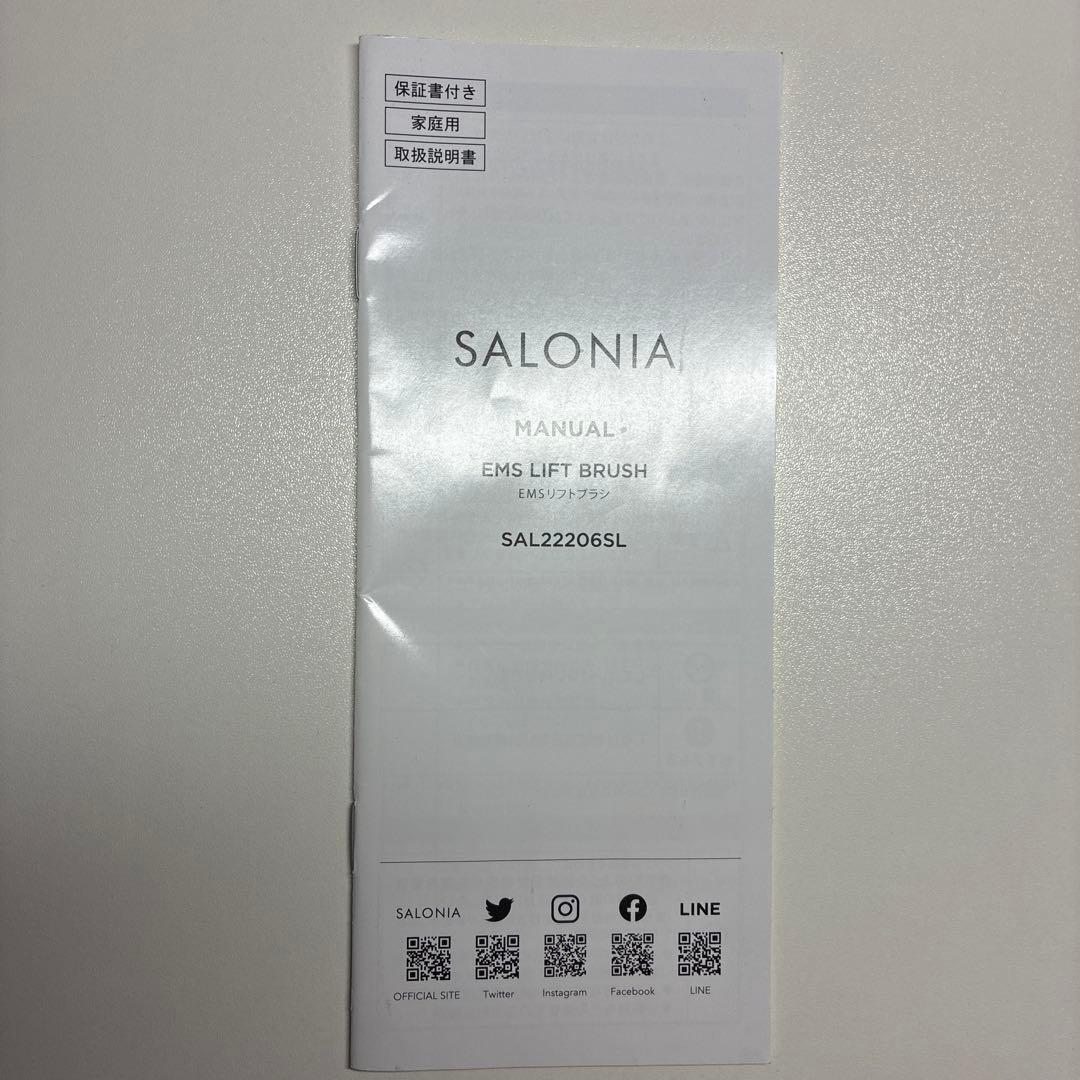 保証書付き
家庭用
取扱説明書
SALONIA
MANUAL
EMS LIFT BRUSH
EMSリフトブラシ
SAL22206SL
SALONIA
LINE
OFFICIAL SITE
Twitter
Instagram
Facebook
LINE